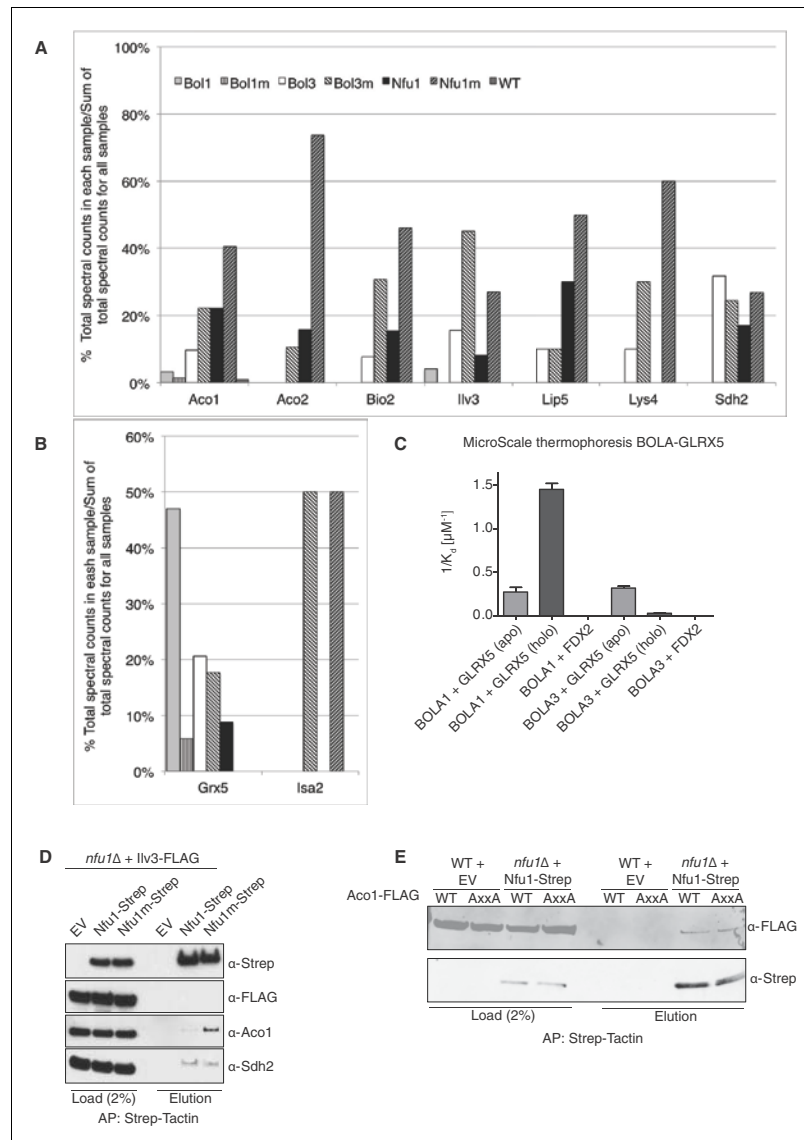 A
% Total spectral counts in each sample/Sum of
total spectral counts for all samples
100%
80%
60%
40%
20%
0%
Bol1 Bol1m Bol3 Bol3m Nfu1 Nfu1m WT
Aco1 Aco2 Bio2 Ilv3 Lip5 Lys4 Sdh2
B
% Total spectral counts in eash sample/Sum of
total spectral counts for all samples
60%
50%
40%
30%
20%
10%
0%
Grx5 Isa2
C
MicroScale thermophoresis BOLA-GLRX5
1/Kd [µM-1]
1.5
1.0
0.5
0.0
BOLA1 + GLRX5 (apo)
BOLA1 + GLRX5 (holo)
BOLA1 + FDX2
BOLA3 + GLRX5 (apo)
BOLA3 + GLRX5 (holo)
BOLA3 + FDX2
D
nfu1Δ + Ilv3-FLAG
EV Nfu1-Strep Nfu1m-Strep EV Nfu1-Strep Nfu1m-Strep
α-Strep
α-FLAG
α-Aco1
α-Sdh2
Load (2%) Elution
AP: Strep-Tactin
E
WT + EV nfu1Δ + Nfu1-Strep WT + EV nfu1Δ + Nfu1-Strep
Aco1-FLAG WT AxxA WT AxxA WT AxxA WT AxxA
α-FLAG
α-Strep
Load (2%) Elution
AP: Strep-Tactin